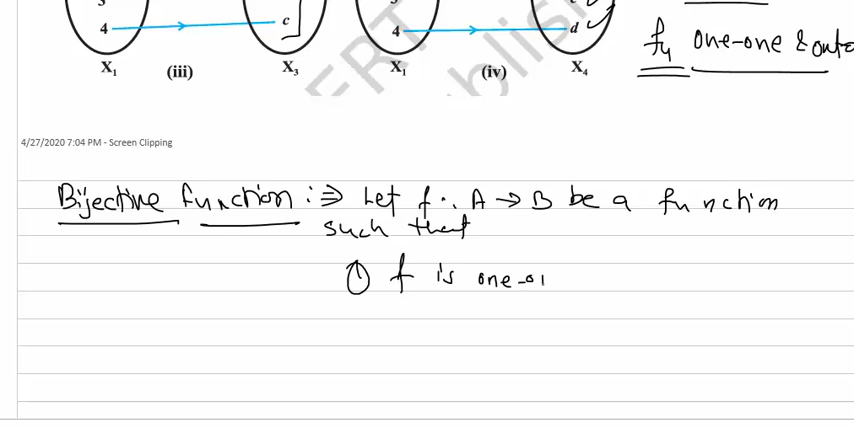 4 c 4 d
X1 (iii) X3 X1 (iv) X4
f4 one-one & onto
4/27/2020 7:04 PM - Screen Clipping
Bijective Function :⇒ Let f : A → B be a function
such that
① f is one-o